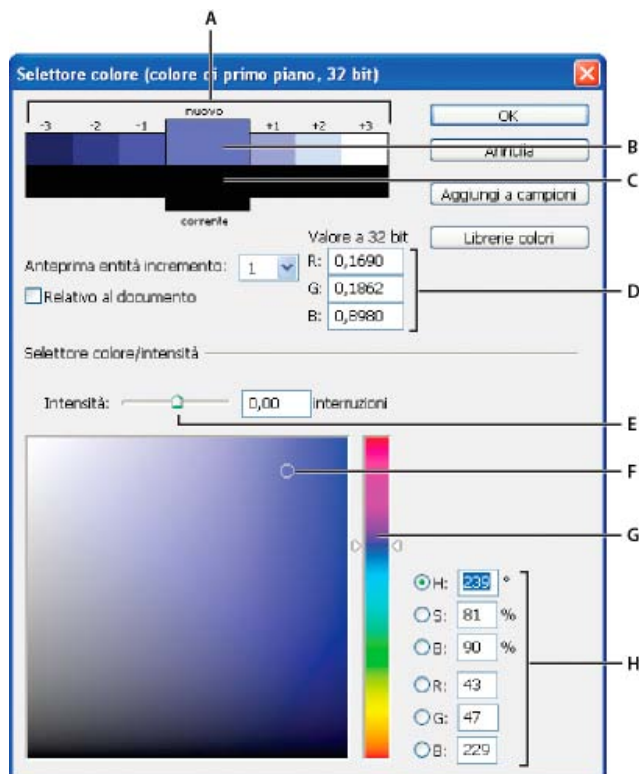 A
Selettore colore (colore di primo piano, 32 bit)
nuovo
-3 -2 -1 +1 +2 +3
OK
B
Annulla
C
Aggiungi a campioni
corrente
Valore a 32 bit
Librerie colori
Anteprima entità incremento: 1
R: 0,1690
Relativo al documento
G: 0,1862
D
B: 0,8980
Selettore colore/intensità
Intensità: 0,00 interruzioni
E
F
G
H: 239 °
S: 81 %
B: 90 %
H
R: 43
G: 47
B: 229